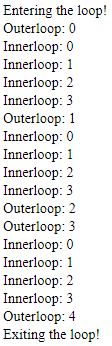 Entering the loop!
Outerloop: 0
Innerloop: 0
Innerloop: 1
Innerloop: 2
Innerloop: 3
Outerloop: 1
Innerloop: 0
Innerloop: 1
Innerloop: 2
Innerloop: 3
Outerloop: 2
Outerloop: 3
Innerloop: 0
Innerloop: 1
Innerloop: 2
Innerloop: 3
Outerloop: 4
Exiting the loop!